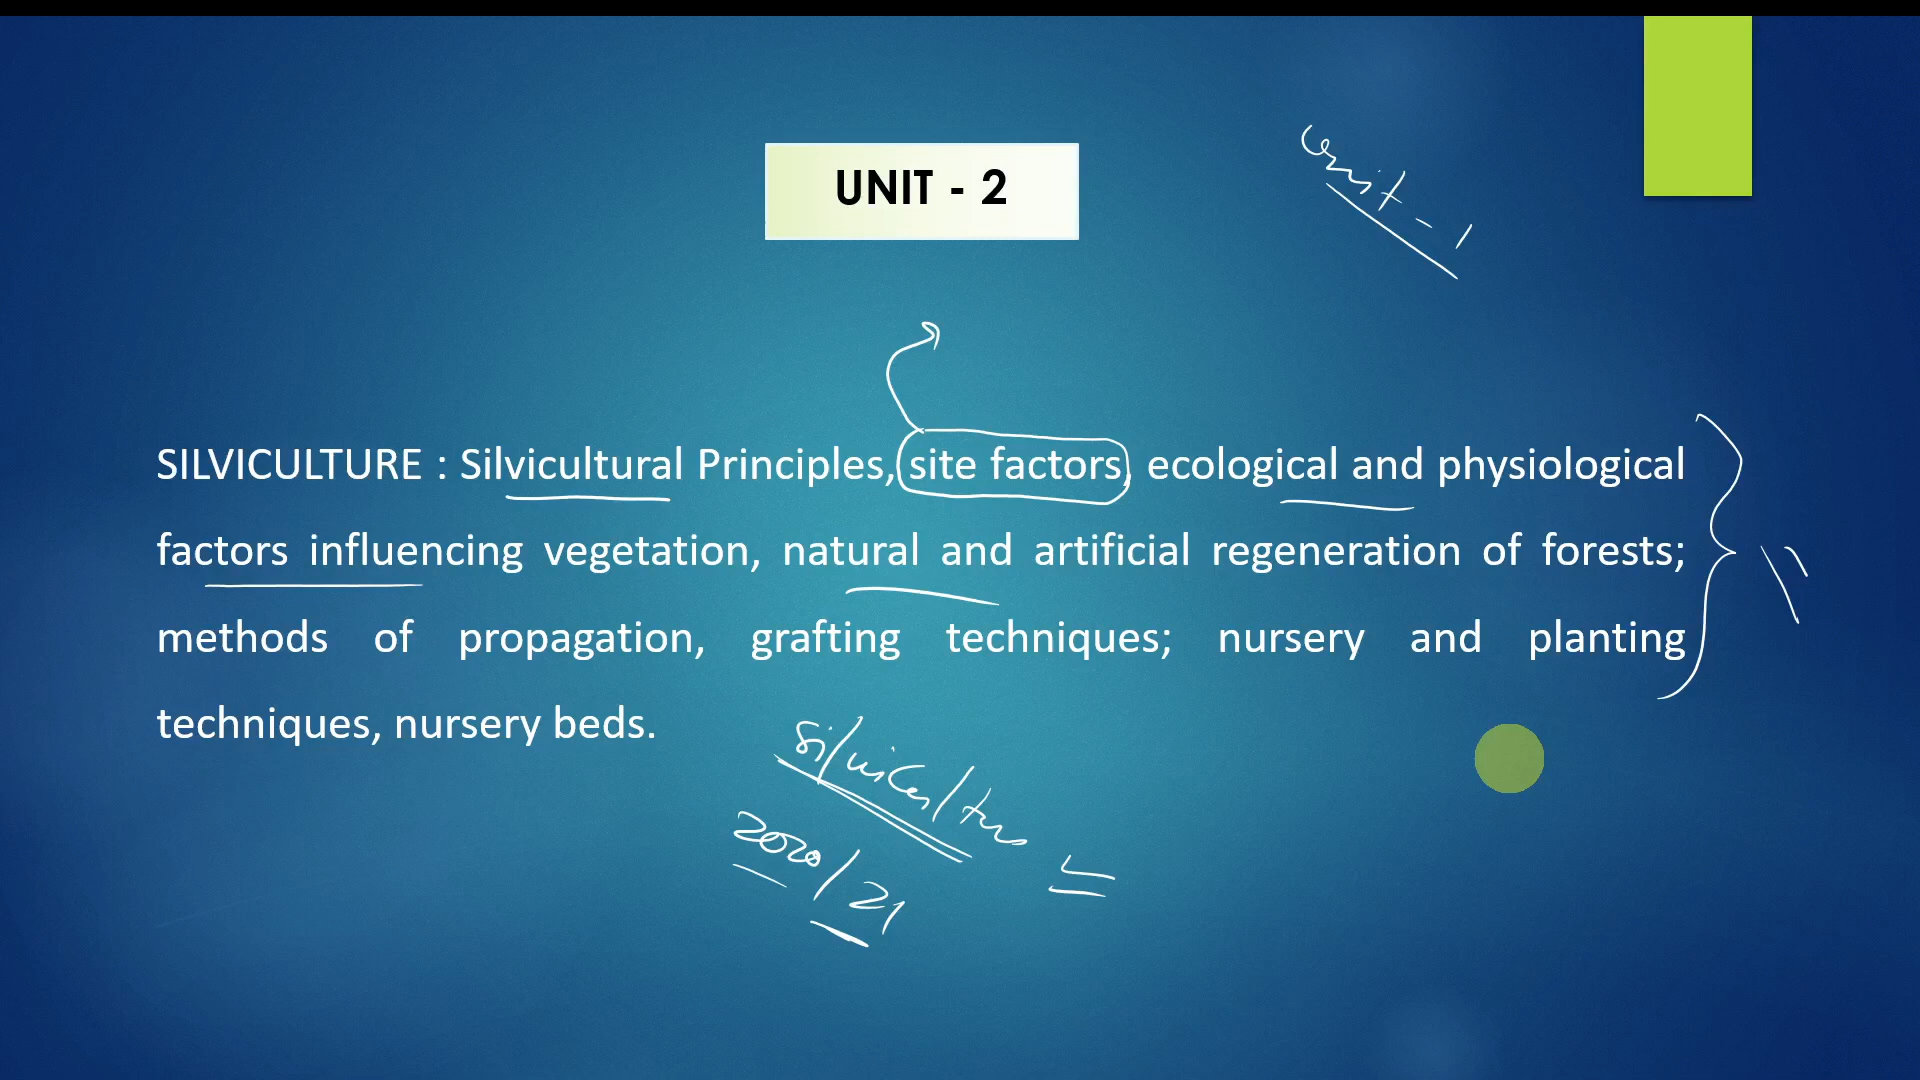 UNIT - 2
unit - 1
SILVICULTURE : Silvicultural Principles, site factors, ecological and physiological
factors influencing vegetation, natural and artificial regeneration of forests;
methods of propagation, grafting techniques; nursery and planting
techniques, nursery beds.
2020/21